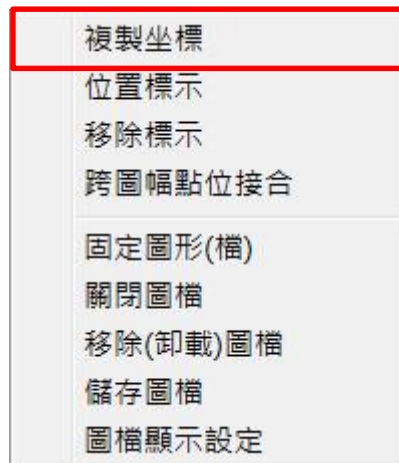 複製坐標
位置標示
移除標示
跨圖幅點位接合
固定圖形(檔)
關閉圖檔
移除(卸載)圖檔
儲存圖檔
圖檔顯示設定